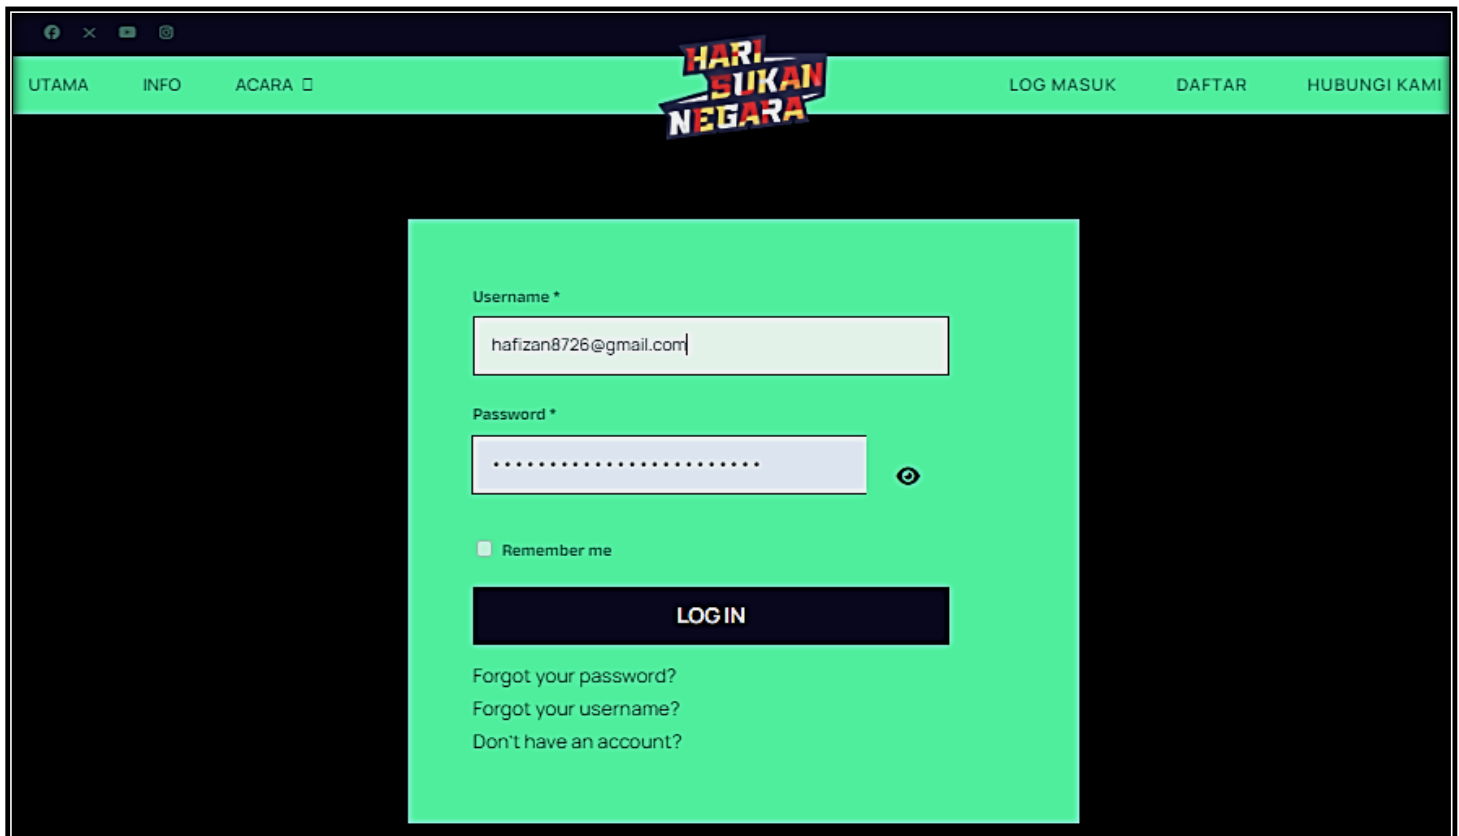 HARI
SUKAN
NEGARA
UTAMA INFO ACARA LOG MASUK DAFTAR HUBUNGI KAMI
Username *
hafizan8726@gmail.com
Password *
Remember me
LOG IN
Forgot your password?
Forgot your username?
Don't have an account?